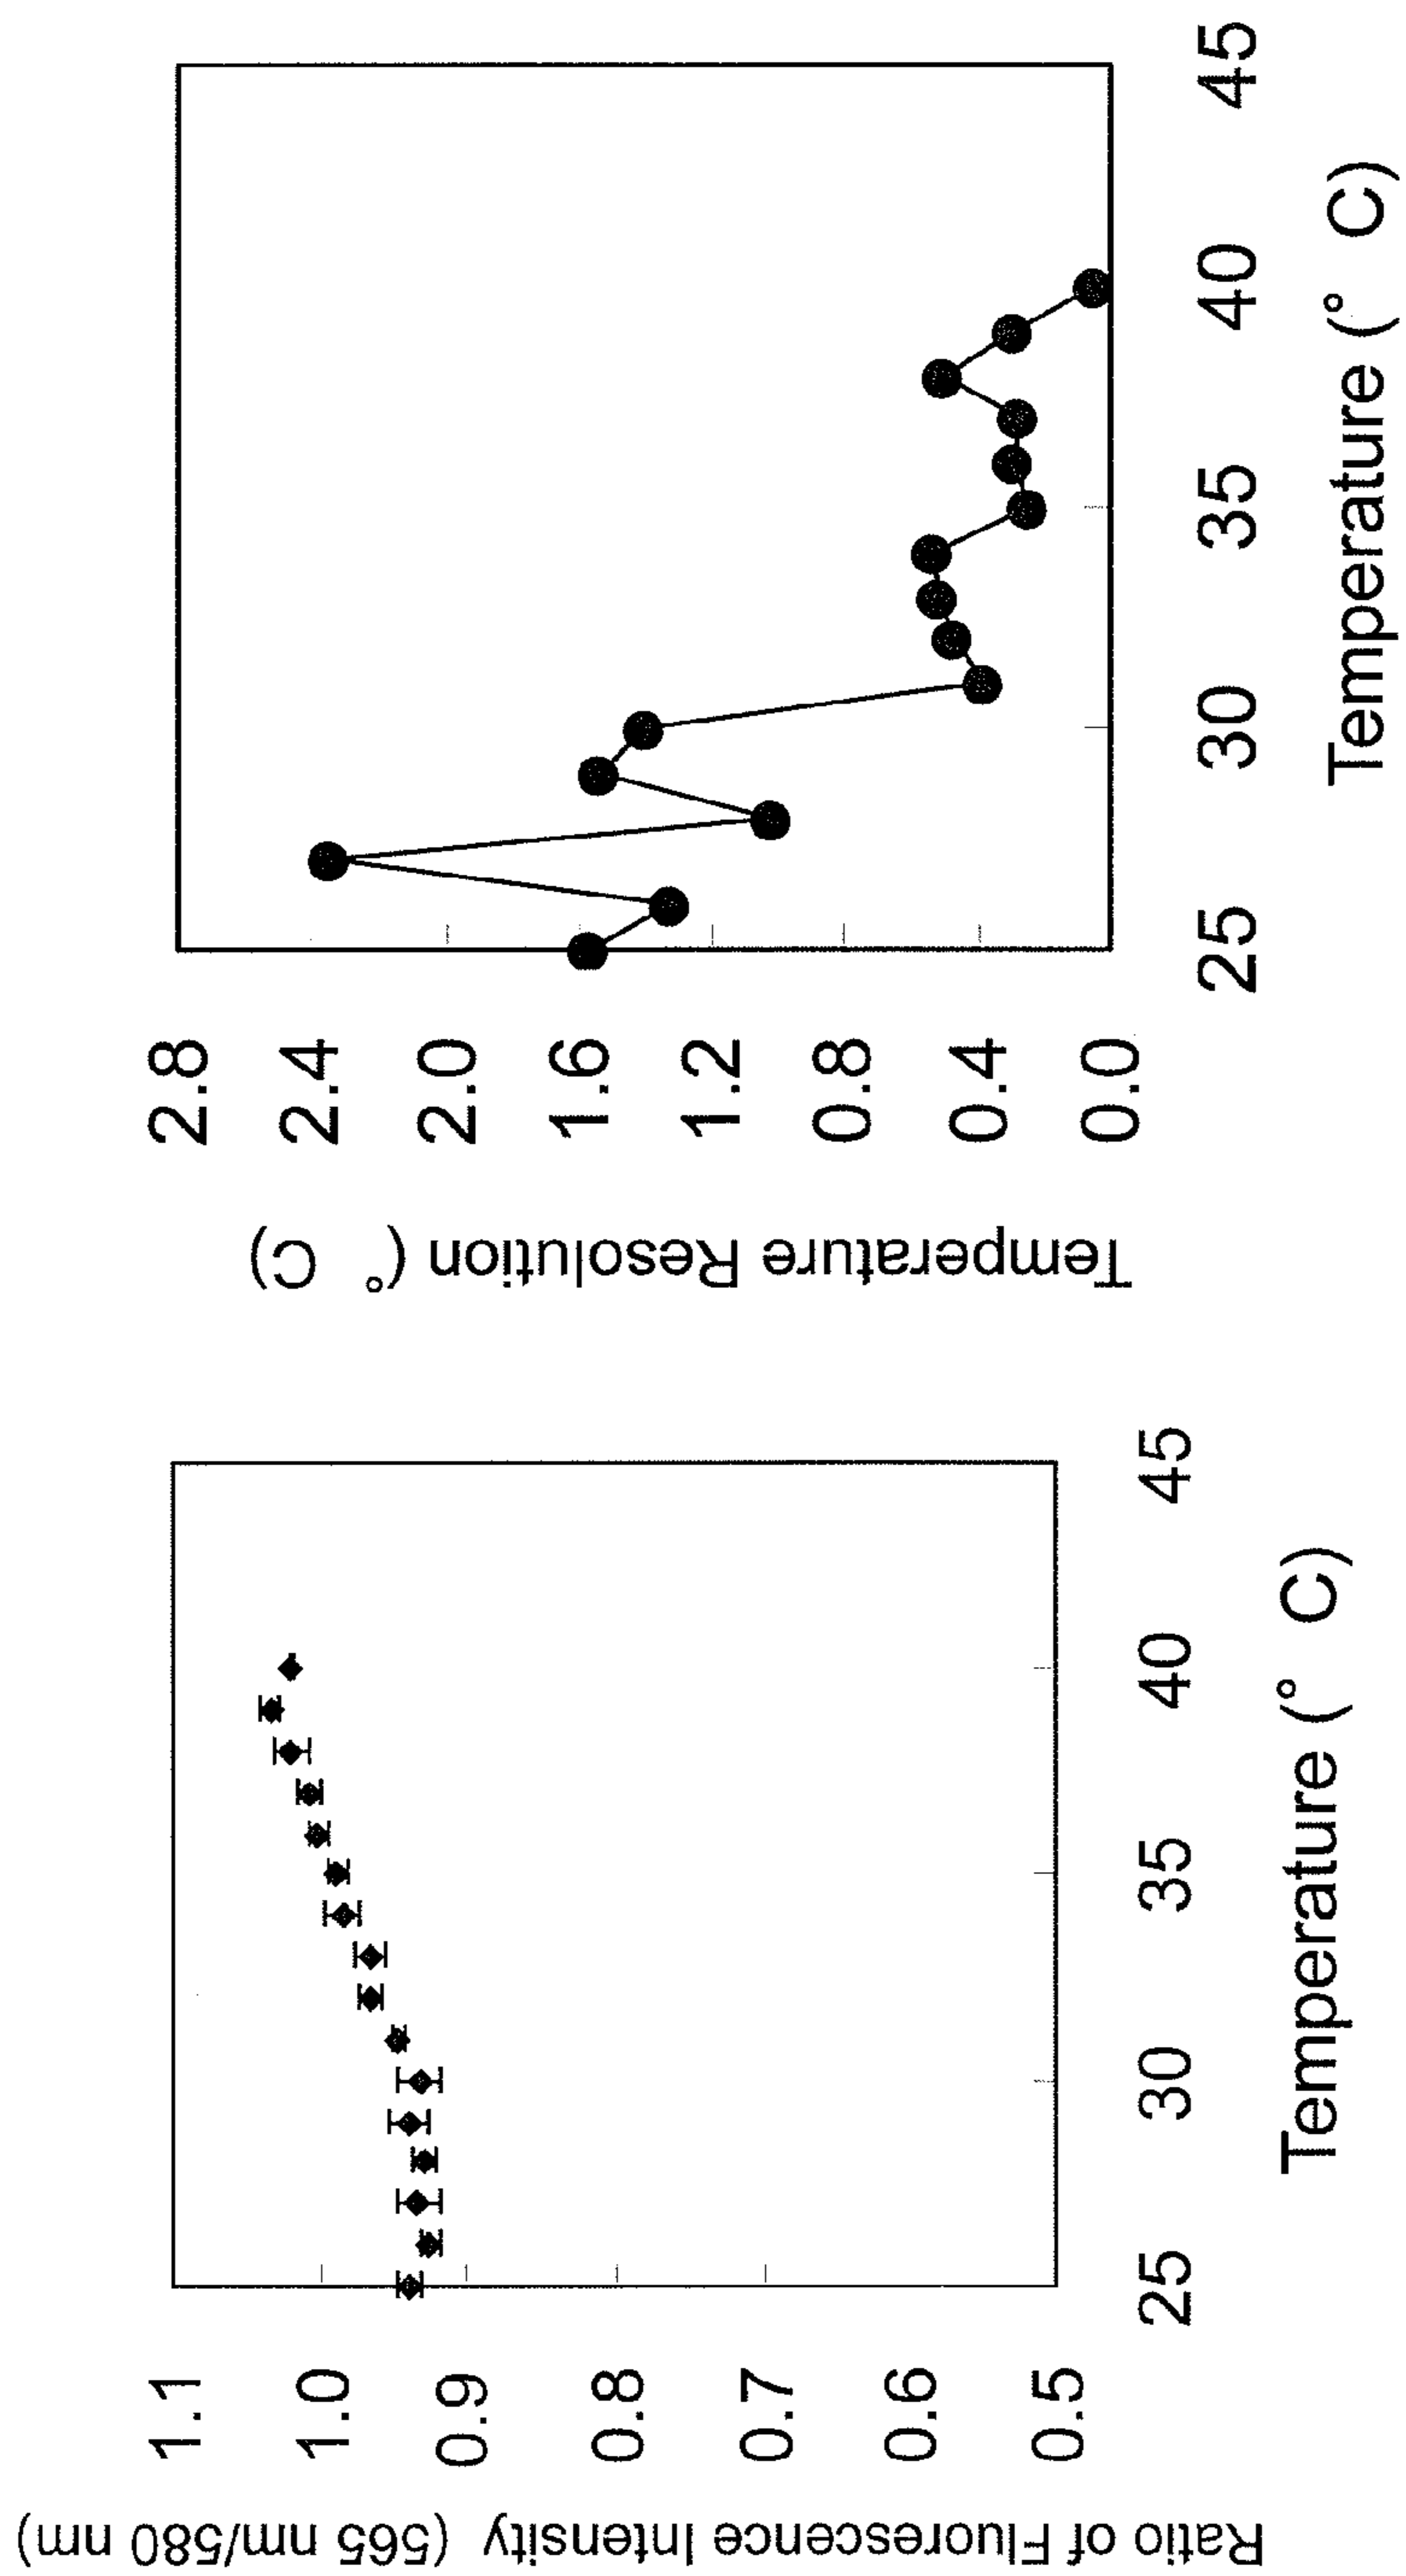 Ratio of Fluorescence Intensity (565 nm/580 nm)
1.1
1.0
0.9
0.8
0.7
0.6
0.5
25 30 35 40 45
Temperature (° C)
Temperature Resolution (° C)
2.8
2.4
2.0
1.6
1.2
0.8
0.4
0.0
25 30 35 40 45
Temperature (° C)